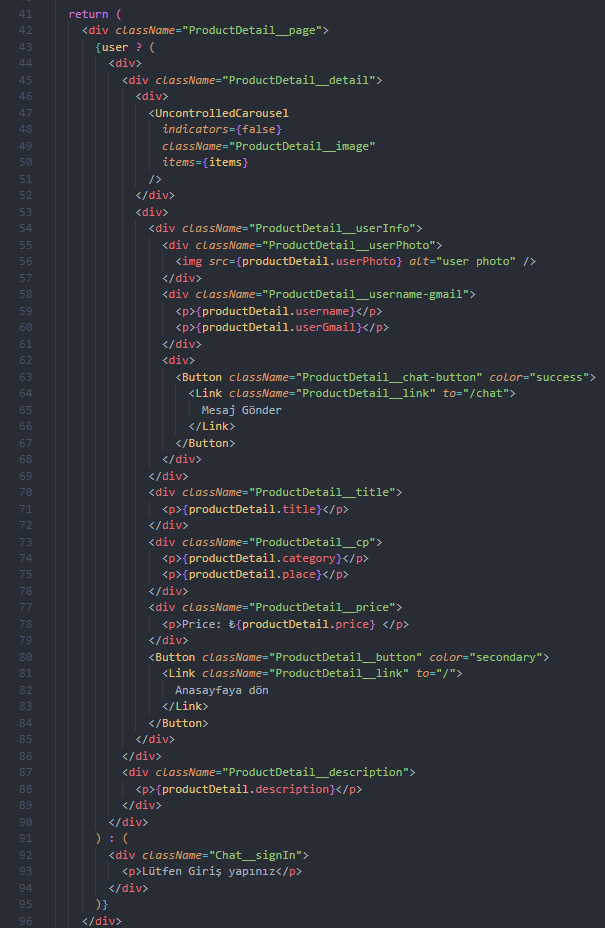 41 return (
42 <div className="ProductDetail__page">
43 {user ? (
44 <div>
45 <div className="ProductDetail__detail">
46 <div>
47 <UncontrolledCarousel
48 indicators={false}
49 className="ProductDetail__image"
50 items={items}
51 />
52 </div>
53 <div>
54 <div className="ProductDetail__userInfo">
55 <div className="ProductDetail__userPhoto">
56 <img src={productDetail.userPhoto} alt="user photo" />
57 </div>
58 <div className="ProductDetail__username-gmail">
59 <p>{productDetail.username}</p>
60 <p>{productDetail.userGmail}</p>
61 </div>
62 <div>
63 <Button className="ProductDetail__chat-button" color="success">
64 <Link className="ProductDetail__link" to="/chat">
65 Mesaj Gönder
66 </Link>
67 </Button>
68 </div>
69 </div>
70 <div className="ProductDetail__title">
71 <p>{productDetail.title}</p>
72 </div>
73 <div className="ProductDetail__cp">
74 <p>{productDetail.category}</p>
75 <p>{productDetail.place}</p>
76 </div>
77 <div className="ProductDetail__price">
78 <p>Price: ₺{productDetail.price} </p>
79 </div>
80 <Button className="ProductDetail__button" color="secondary">
81 <Link className="ProductDetail__link" to="/">
82 Anasayfaya dön
83 </Link>
84 </Button>
85 </div>
86 </div>
87 <div className="ProductDetail__description">
88 <p>{productDetail.description}</p>
89 </div>
90 </div>
91 ) : (
92 <div className="Chat__signIn">
93 <p>Lütfen Giriş yapınız</p>
94 </div>
95 )}
96 </div>